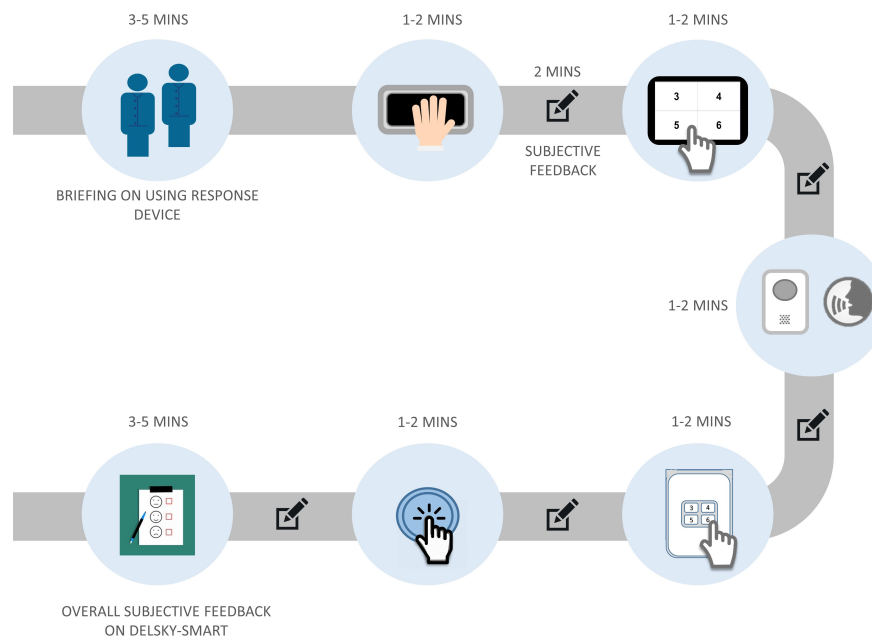 3-5 MINS
1-2 MINS
1-2 MINS
2 MINS
3 4
5 6
SUBJECTIVE
FEEDBACK
BRIEFING ON USING RESPONSE
DEVICE
1-2 MINS
3-5 MINS
1-2 MINS
1-2 MINS
3 4
5 6
OVERALL SUBJECTIVE FEEDBACK
ON DELSKY-SMART